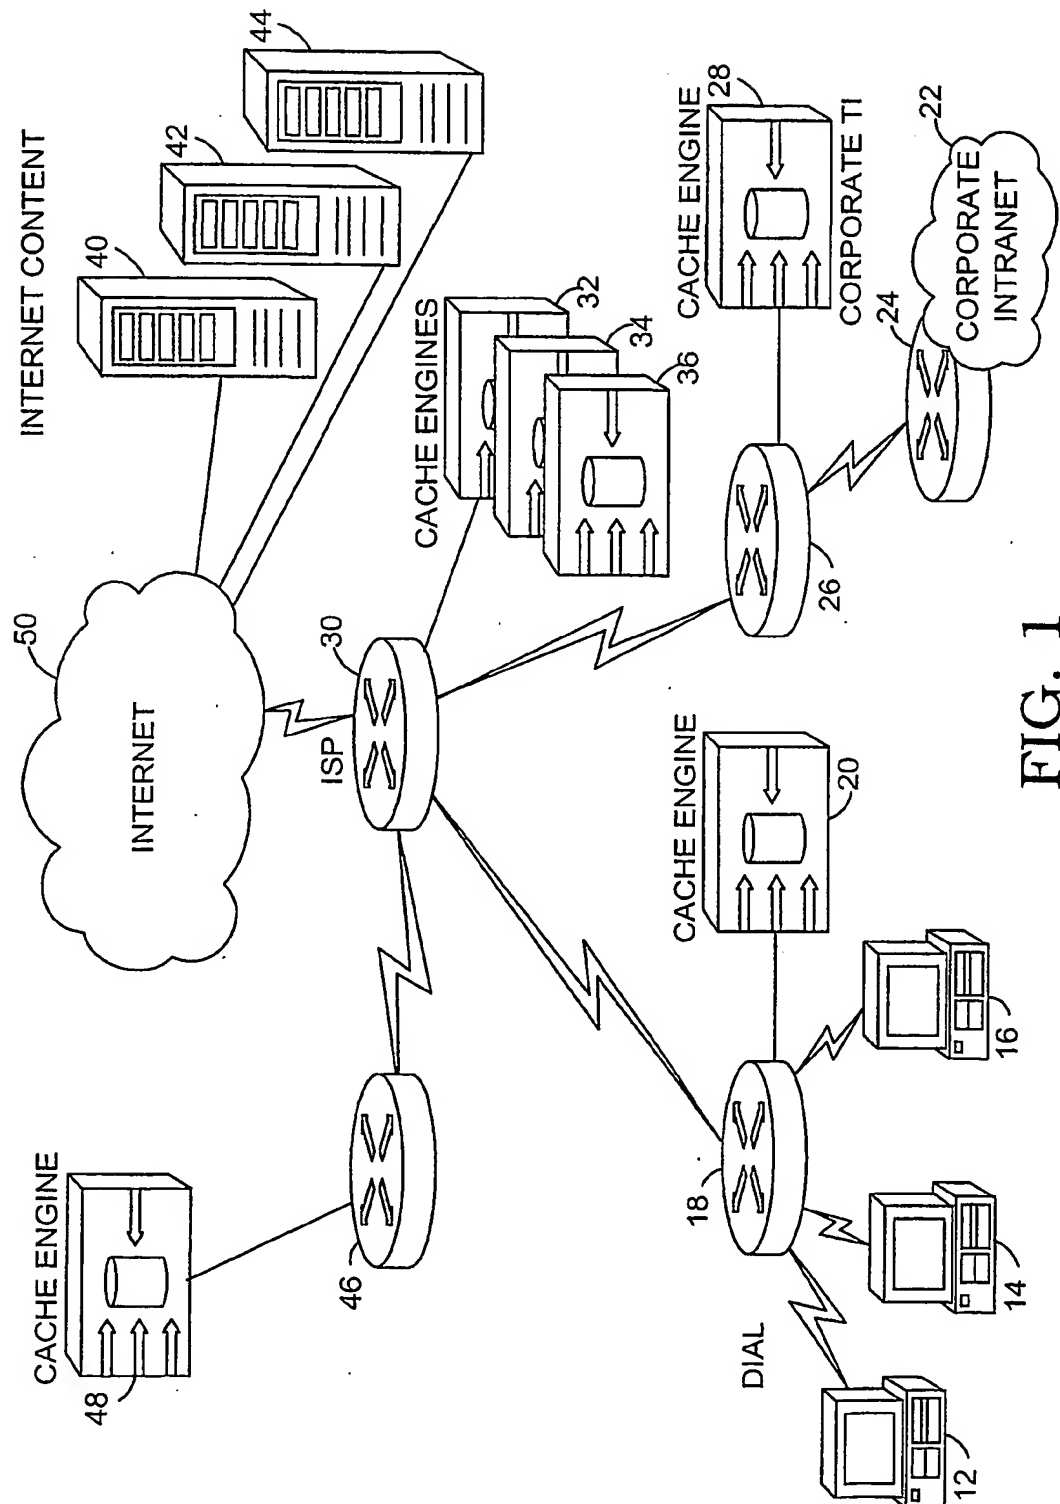 INTERNET CONTENT
44
42
40
50
INTERNET
CACHE ENGINES
32
34
36
CACHE ENGINE
28
CORPORATE TI
22
24
CORPORATE
INTRANET
30
ISP
26
CACHE ENGINE
48
46
CACHE ENGINE
20
18
DIAL
16
14
12
FIG. 1